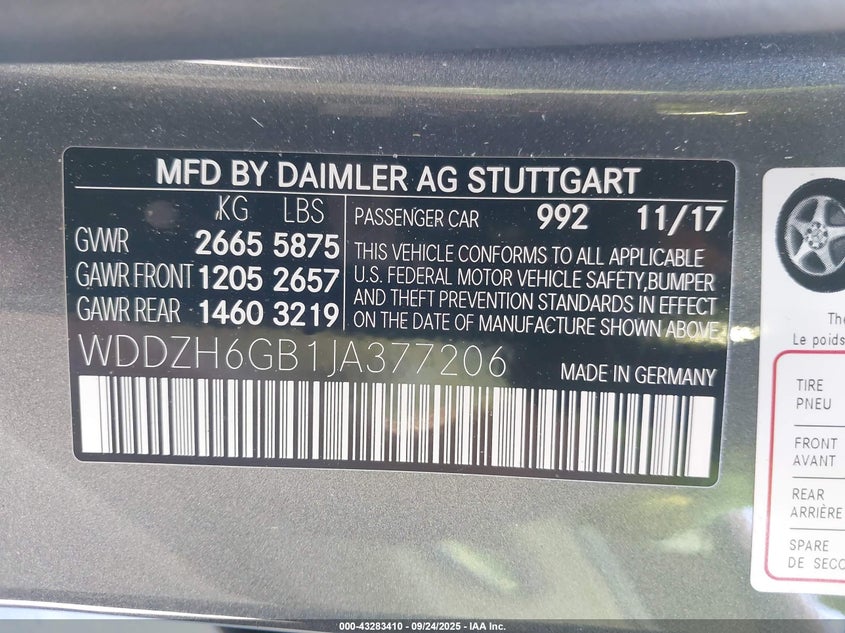 MFD BY DAIMLER AG STUTTGART
KG LBS
GVWR 2665 5875
GAWR FRONT 1205 2657
GAWR REAR 1460 3219
PASSENGER CAR 992 11/17
THIS VEHICLE CONFORMS TO ALL APPLICABLE
U.S. FEDERAL MOTOR VEHICLE SAFETY,BUMPER
AND THEFT PREVENTION STANDARDS IN EFFECT
ON THE DATE OF MANUFACTURE SHOWN ABOVE
WDDZH6GB1JA377206
MADE IN GERMANY
Le poids
TIRE
PNEU
FRONT
AVANT
REAR
ARRIÈRE
SPARE
000-43283410 - 09/24/2025 - IAA Inc.